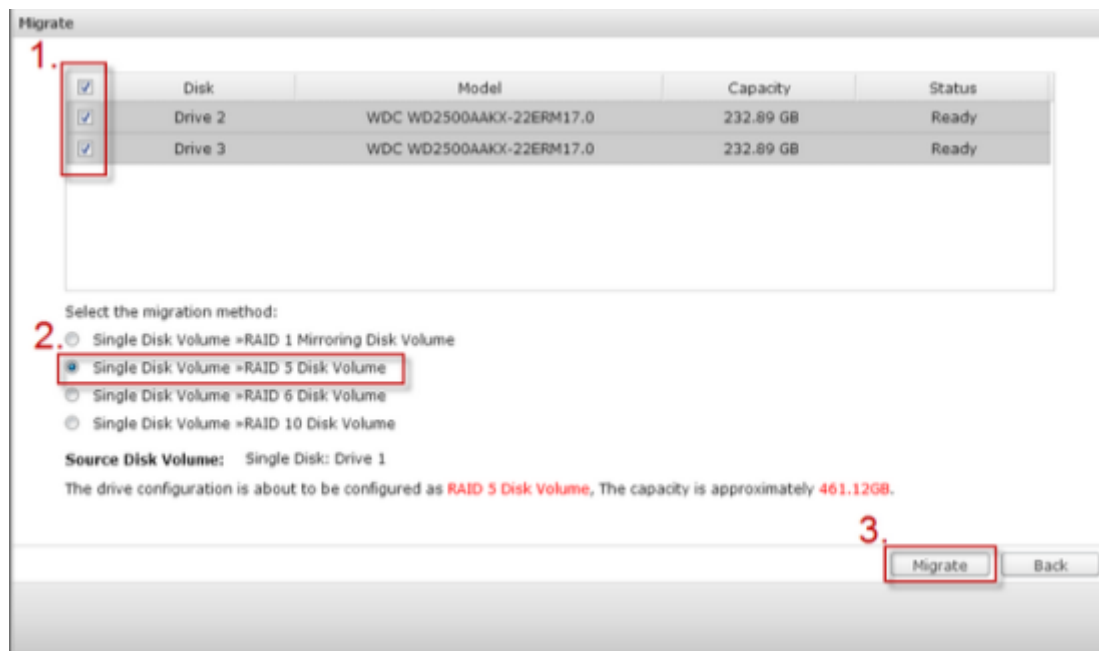 Migrate
1.
Disk Model Capacity Status
Drive 2 WDC WD2500AAKX-22ERM17.0 232.89 GB Ready
Drive 3 WDC WD2500AAKX-22ERM17.0 232.89 GB Ready
Select the migration method:
2.
Single Disk Volume »RAID 1 Mirroring Disk Volume
Single Disk Volume »RAID 5 Disk Volume
Single Disk Volume »RAID 6 Disk Volume
Single Disk Volume »RAID 10 Disk Volume
Source Disk Volume: Single Disk: Drive 1
The drive configuration is about to be configured as RAID 5 Disk Volume, The capacity is approximately 461.12GB.
3.
Migrate Back